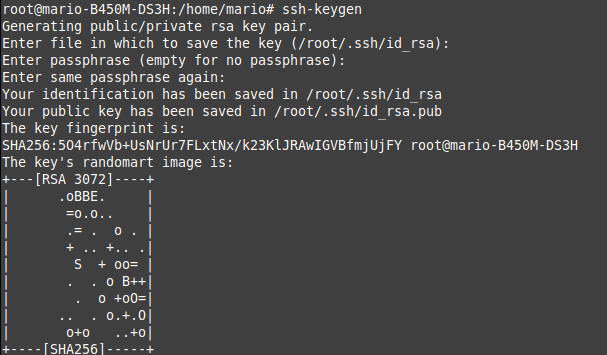 root@mario-B450M-DS3H:/home/mario# ssh-keygen
Generating public/private rsa key pair.
Enter file in which to save the key (/root/.ssh/id_rsa):
Enter passphrase (empty for no passphrase):
Enter same passphrase again:
Your identification has been saved in /root/.ssh/id_rsa
Your public key has been saved in /root/.ssh/id_rsa.pub
The key fingerprint is:
SHA256:5O4rfwVb+UsNrUr7FLxtNx/k23KlJRAwIGVBfmjUjFY root@mario-B450M-DS3H
The key's randomart image is:
+---[RSA 3072]----+
|      .oBBE.     |
|       =o.o..    |
|       .= .  o . |
|       + .. +.. .|
|        S  + oo= |
|       .  . o B++|
|        .  o +oO=|
|      ..  . o.+.O|
|       o+o   ..+o|
+----[SHA256]-----+